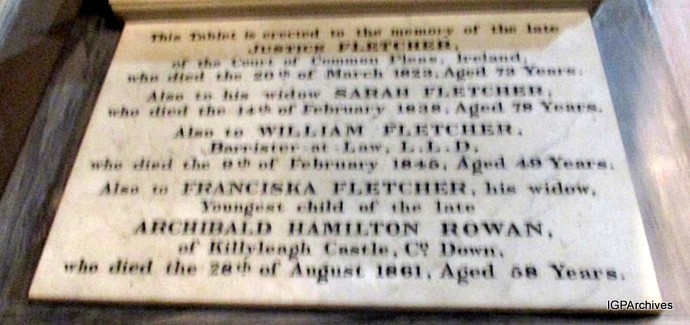 This Tablet is erected to the memory of the late
JUSTICE FLETCHER,
of the Court of Common Pleas, Ireland,
who died the 20th of March 1823, Aged 73 Years.
Also to his widow SARAH FLETCHER,
who died the 14th of February 1838, Aged 78 Years.
Also to WILLIAM FLETCHER,
Barrister at Law, L.L.D.
who died the 9th of February 1845, Aged 49 Years.
Also to FRANCISKA FLETCHER, his widow,
Youngest child of the late
ARCHIBALD HAMILTON ROWAN,
of Killyleagh Castle, Cy Down,
who died the 28th of August 1861, Aged 58 Years.
IGPArchives